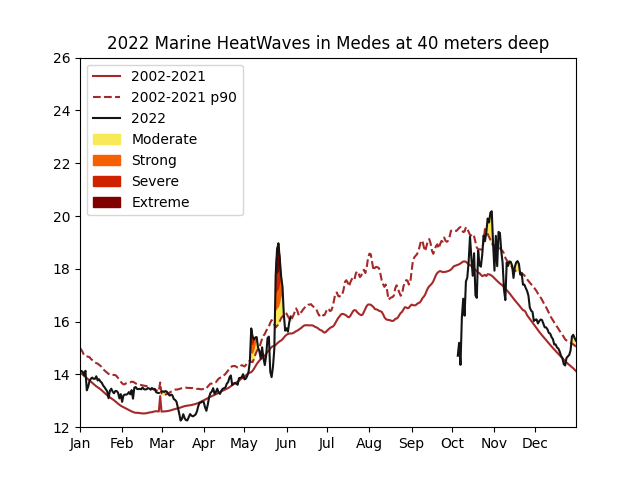 2022 Marine HeatWaves in Medes at 40 meters deep
26
24
22
20
18
16
14
12
2002-2021
2002-2021 p90
2022
Moderate
Strong
Severe
Extreme
Jan Feb Mar Apr May Jun Jul Aug Sep Oct Nov Dec